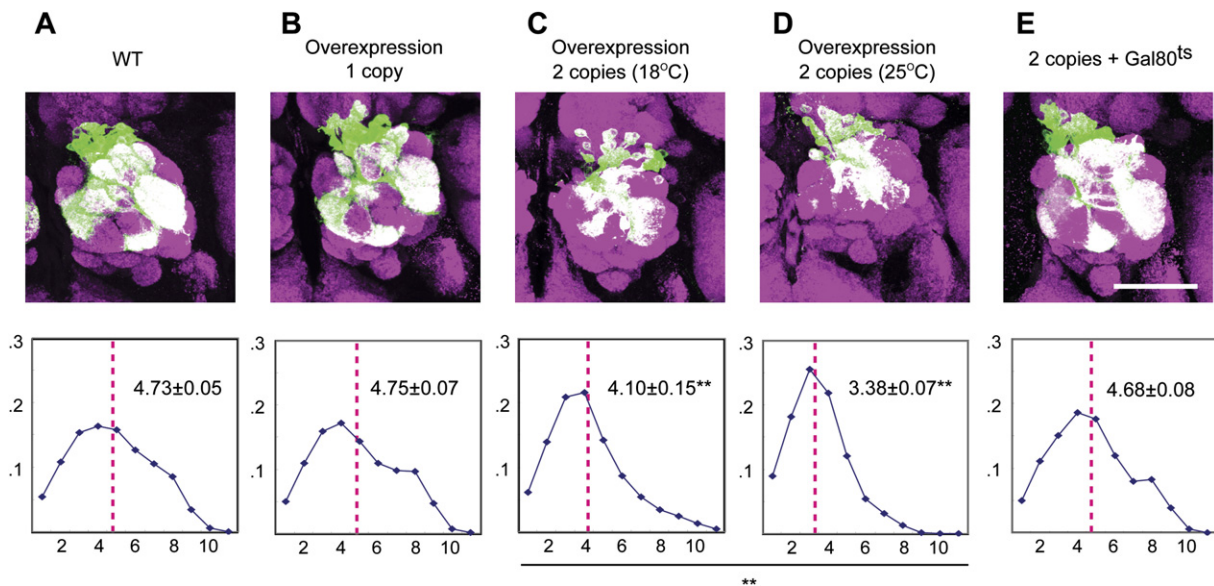 A
B
C
D
E
WT
Overexpression
1 copy
Overexpression
2 copies (18°C)
Overexpression
2 copies (25°C)
2 copies + Gal80ts
.3
.2
.1
4.73±0.05
2 4 6 8 10
.3
.2
.1
4.75±0.07
2 4 6 8 10
.3
.2
.1
4.10±0.15**
2 4 6 8 10
.3
.2
.1
3.38±0.07**
2 4 6 8 10
.3
.2
.1
4.68±0.08
2 4 6 8 10
**